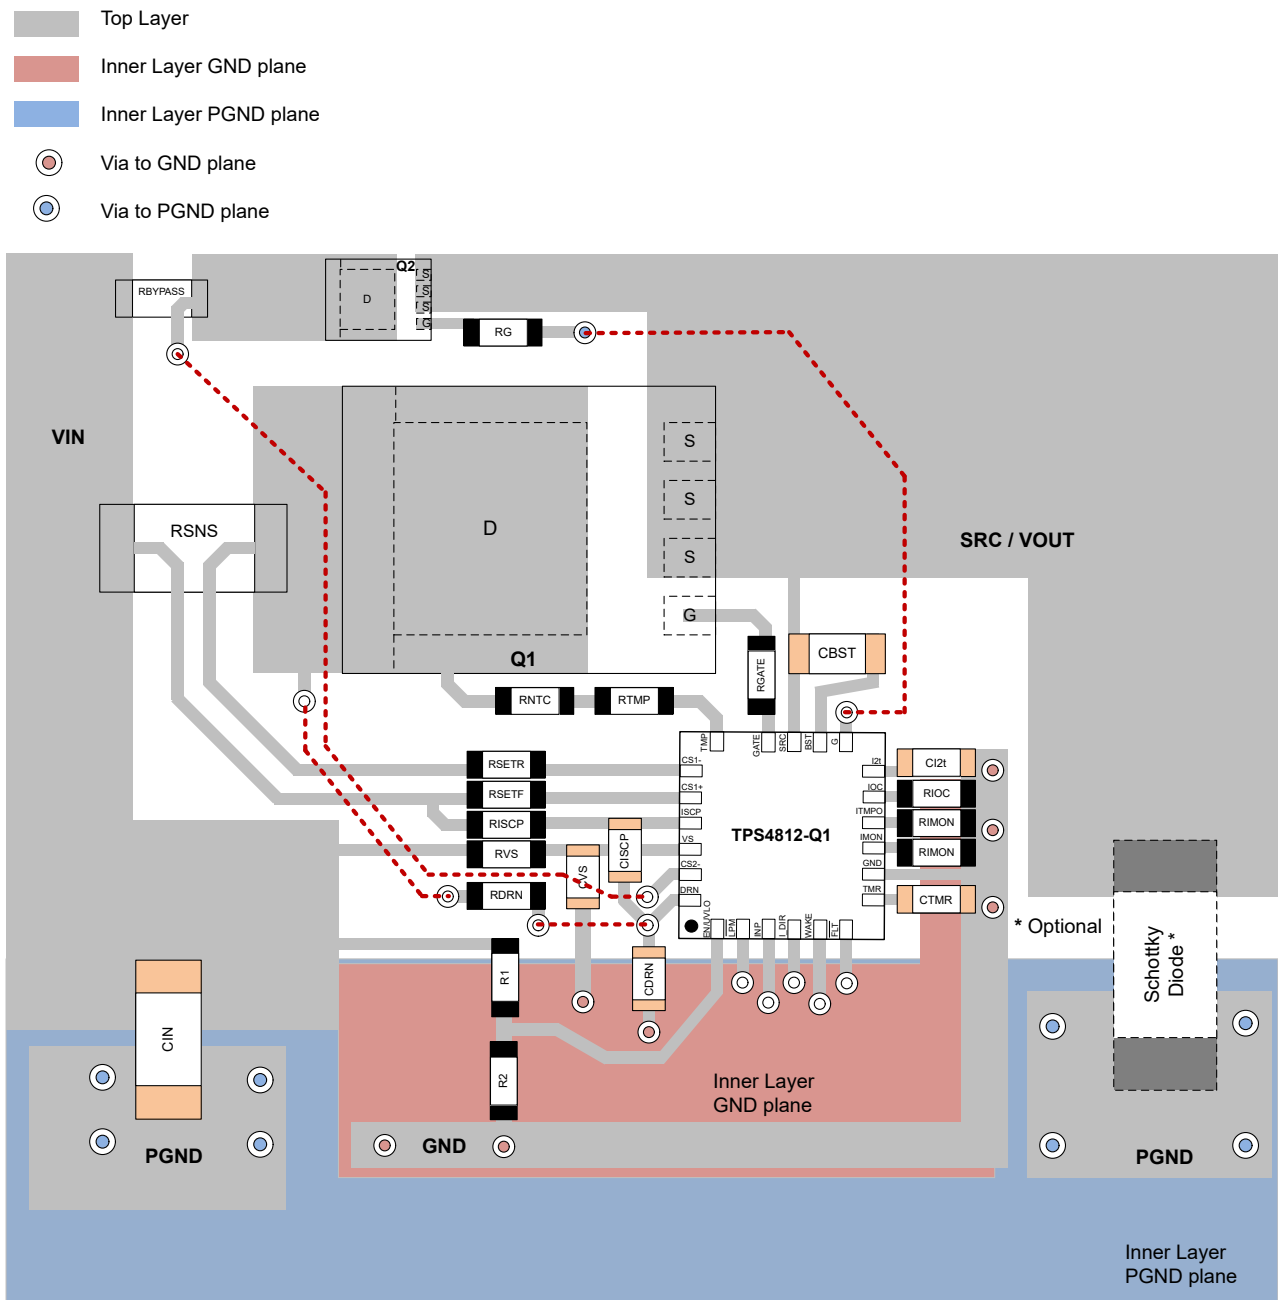 Top Layer
Inner Layer GND plane
Inner Layer PGND plane
Via to GND plane
Via to PGND plane
Q2
RBYPASS
D
S
S
S
G
RG
VIN
S
RSNS
D
S
SRC / VOUT
S
G
Q1
CBST
RGATE
RNTC
RTMP
TMP
GATE
SRC
BST
G
CS1-
I2t
CI2t
RSETR
CS1+
IOC
RIOC
RSETF
ISCP
ITMPO
RIMON
RISCP
CISCP
TPS4812-Q1
VS
IMON
RIMON
RVS
CVS
CS2-
GND
RDRN
DRN
TMR
CTMR
EN/UVLO
LPM
INP
I_DIR
WAKE
FLT
* Optional
Schottky
Diode *
R1
CDRN
CIN
R2
Inner Layer
GND plane
GND
PGND
PGND
Inner Layer
PGND plane